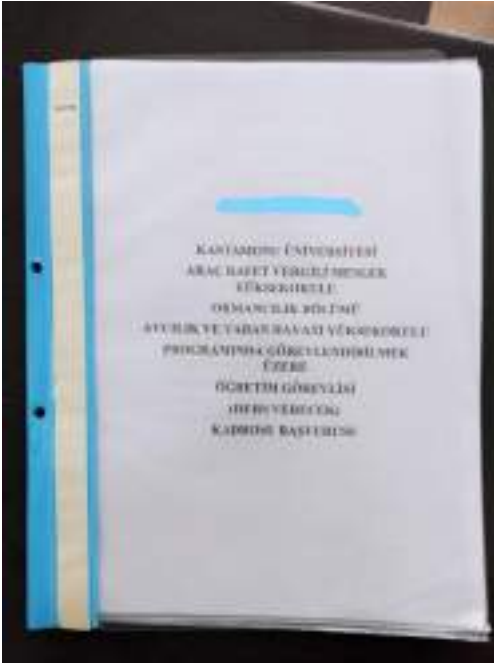 KASTAMONU ÜNİVERSİTESİ
ARAÇ RAFET VERGİLİ MESLEK
YÜKSEKOKULU
ORMANCILIK BÖLÜMÜ
AVCILIK VE YABAN HAYATI YÜKSEKOKULU
PROGRAMINDA GÖREVLENDİRİLMEK
ÜZERE
ÖĞRETİM GÖREVLİSİ
(DERS VERECEK)
KADROSU BAŞVURUSU